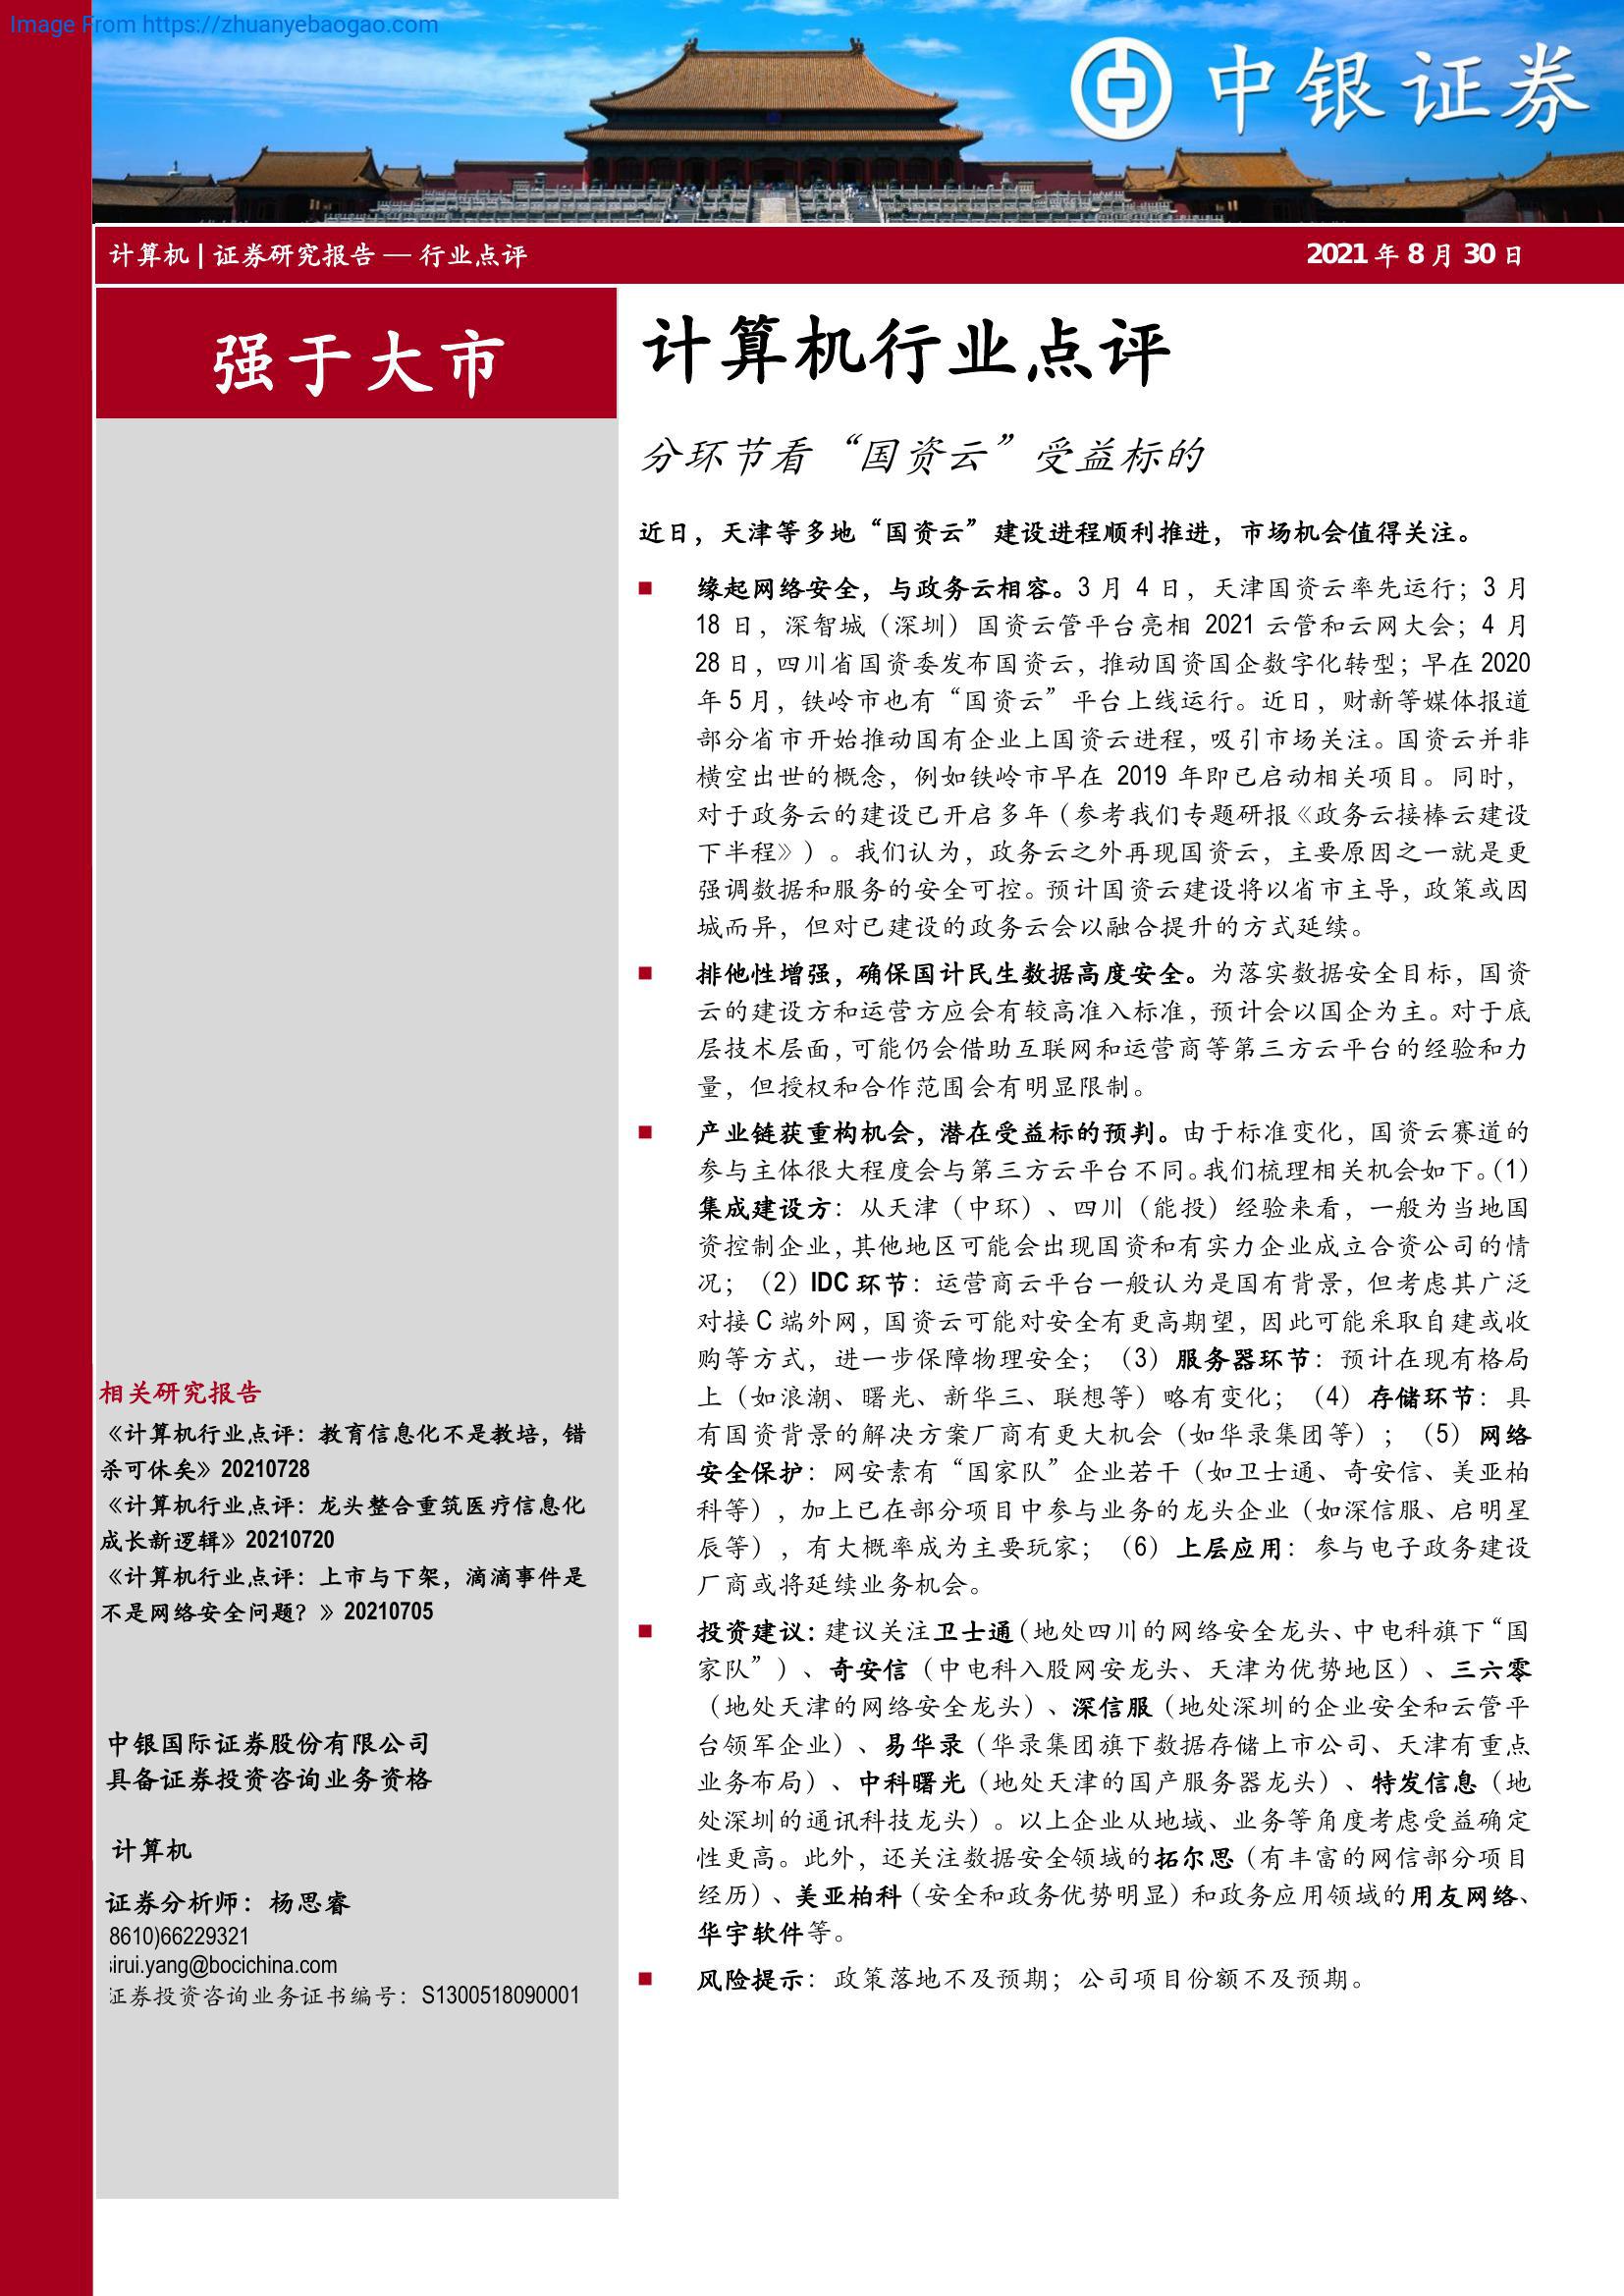 Image From https://zhuanyebaogao.com
中银证券
计算机 | 证券研究报告 — 行业点评
2021 年 8 月 30 日
强于大市
计算机行业点评
分环节看“国资云”受益标的
近日，天津等多地“国资云”建设进程顺利推进，市场机会值得关注。
■ 缘起网络安全，与政务云相容。3 月 4 日，天津国资云率先运行；3 月
18 日，深智城（深圳）国资云管平台亮相 2021 云管和云网大会；4 月
28 日，四川省国资委发布国资云，推动国资国企数字化转型；早在 2020
年 5 月，铁岭市也有“国资云”平台上线运行。近日，财新等媒体报道
部分省市开始推动国有企业上国资云进程，吸引市场关注。国资云并非
横空出世的概念，例如铁岭市早在 2019 年即已启动相关项目。同时，
对于政务云的建设已开启多年（参考我们专题研报《政务云接棒云建设
下半程》）。我们认为，政务云之外再现国资云，主要原因之一就是更
强调数据和服务的安全可控。预计国资云建设将以省市主导，政策或因
城而异，但对已建设的政务云会以融合提升的方式延续。
■ 排他性增强，确保国计民生数据高度安全。为落实数据安全目标，国资
云的建设方和运营方应会有较高准入标准，预计会以国企为主。对于底
层技术层面，可能仍会借助互联网和运营商等第三方云平台的经验和力
量，但授权和合作范围会有明显限制。
■ 产业链获重构机会，潜在受益标的预判。由于标准变化，国资云赛道的
参与主体很大程度会与第三方云平台不同。我们梳理相关机会如下。（1）
集成建设方：从天津（中环）、四川（能投）经验来看，一般为当地国
资控制企业，其他地区可能会出现国资和有实力企业成立合资公司的情
况；（2）IDC 环节：运营商云平台一般认为是国有背景，但考虑其广泛
对接 C 端外网，国资云可能对安全有更高期望，因此可能采取自建或收
购等方式，进一步保障物理安全；（3）服务器环节：预计在现有格局
上（如浪潮、曙光、新华三、联想等）略有变化；（4）存储环节：具
有国资背景的解决方案厂商有更大机会（如华录集团等）；（5）网络
安全保护：网安素有“国家队”企业若干（如卫士通、奇安信、美亚柏
科等），加上已在部分项目中参与业务的龙头企业（如深信服、启明星
辰等），有大概率成为主要玩家；（6）上层应用：参与电子政务建设
厂商或将延续业务机会。
■ 投资建议：建议关注卫士通（地处四川的网络安全龙头、中电科旗下“国
家队”）、奇安信（中电科入股网安龙头、天津为优势地区）、三六零
（地处天津的网络安全龙头）、深信服（地处深圳的企业安全和云管平
台领军企业）、易华录（华录集团旗下数据存储上市公司、天津有重点
业务布局）、中科曙光（地处天津的国产服务器龙头）、特发信息（地
处深圳的通讯科技龙头）。以上企业从地域、业务等角度考虑受益确定
性更高。此外，还关注数据安全领域的拓尔思（有丰富的网信部分项目
经历）、美亚柏科（安全和政务优势明显）和政务应用领域的用友网络、
华宇软件等。
■ 风险提示：政策落地不及预期；公司项目份额不及预期。
相关研究报告
《计算机行业点评：教育信息化不是教培，错
杀可休矣》20210728
《计算机行业点评：龙头整合重筑医疗信息化
成长新逻辑》20210720
《计算机行业点评：上市与下架，滴滴事件是
不是网络安全问题？》20210705
中银国际证券股份有限公司
具备证券投资咨询业务资格
计算机
证券分析师：杨思睿
8610)66229321
irui.yang@bocichina.com
证券投资咨询业务证书编号：S1300518090001